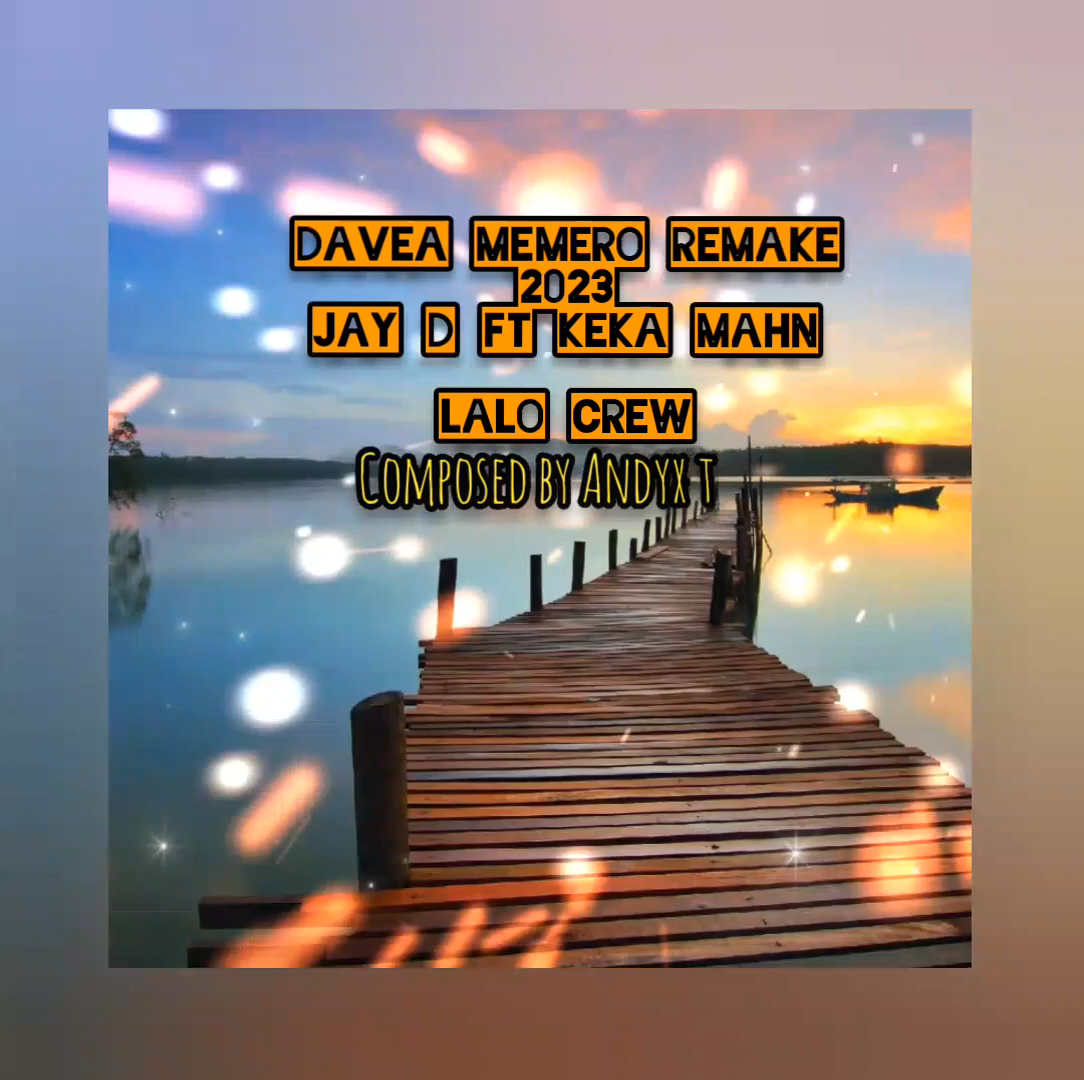 DAVEA MEMERO REMAKE
2023
JAY D FT KEKA MAHN
LALO CREW
COMPOSED BY ANDYX T